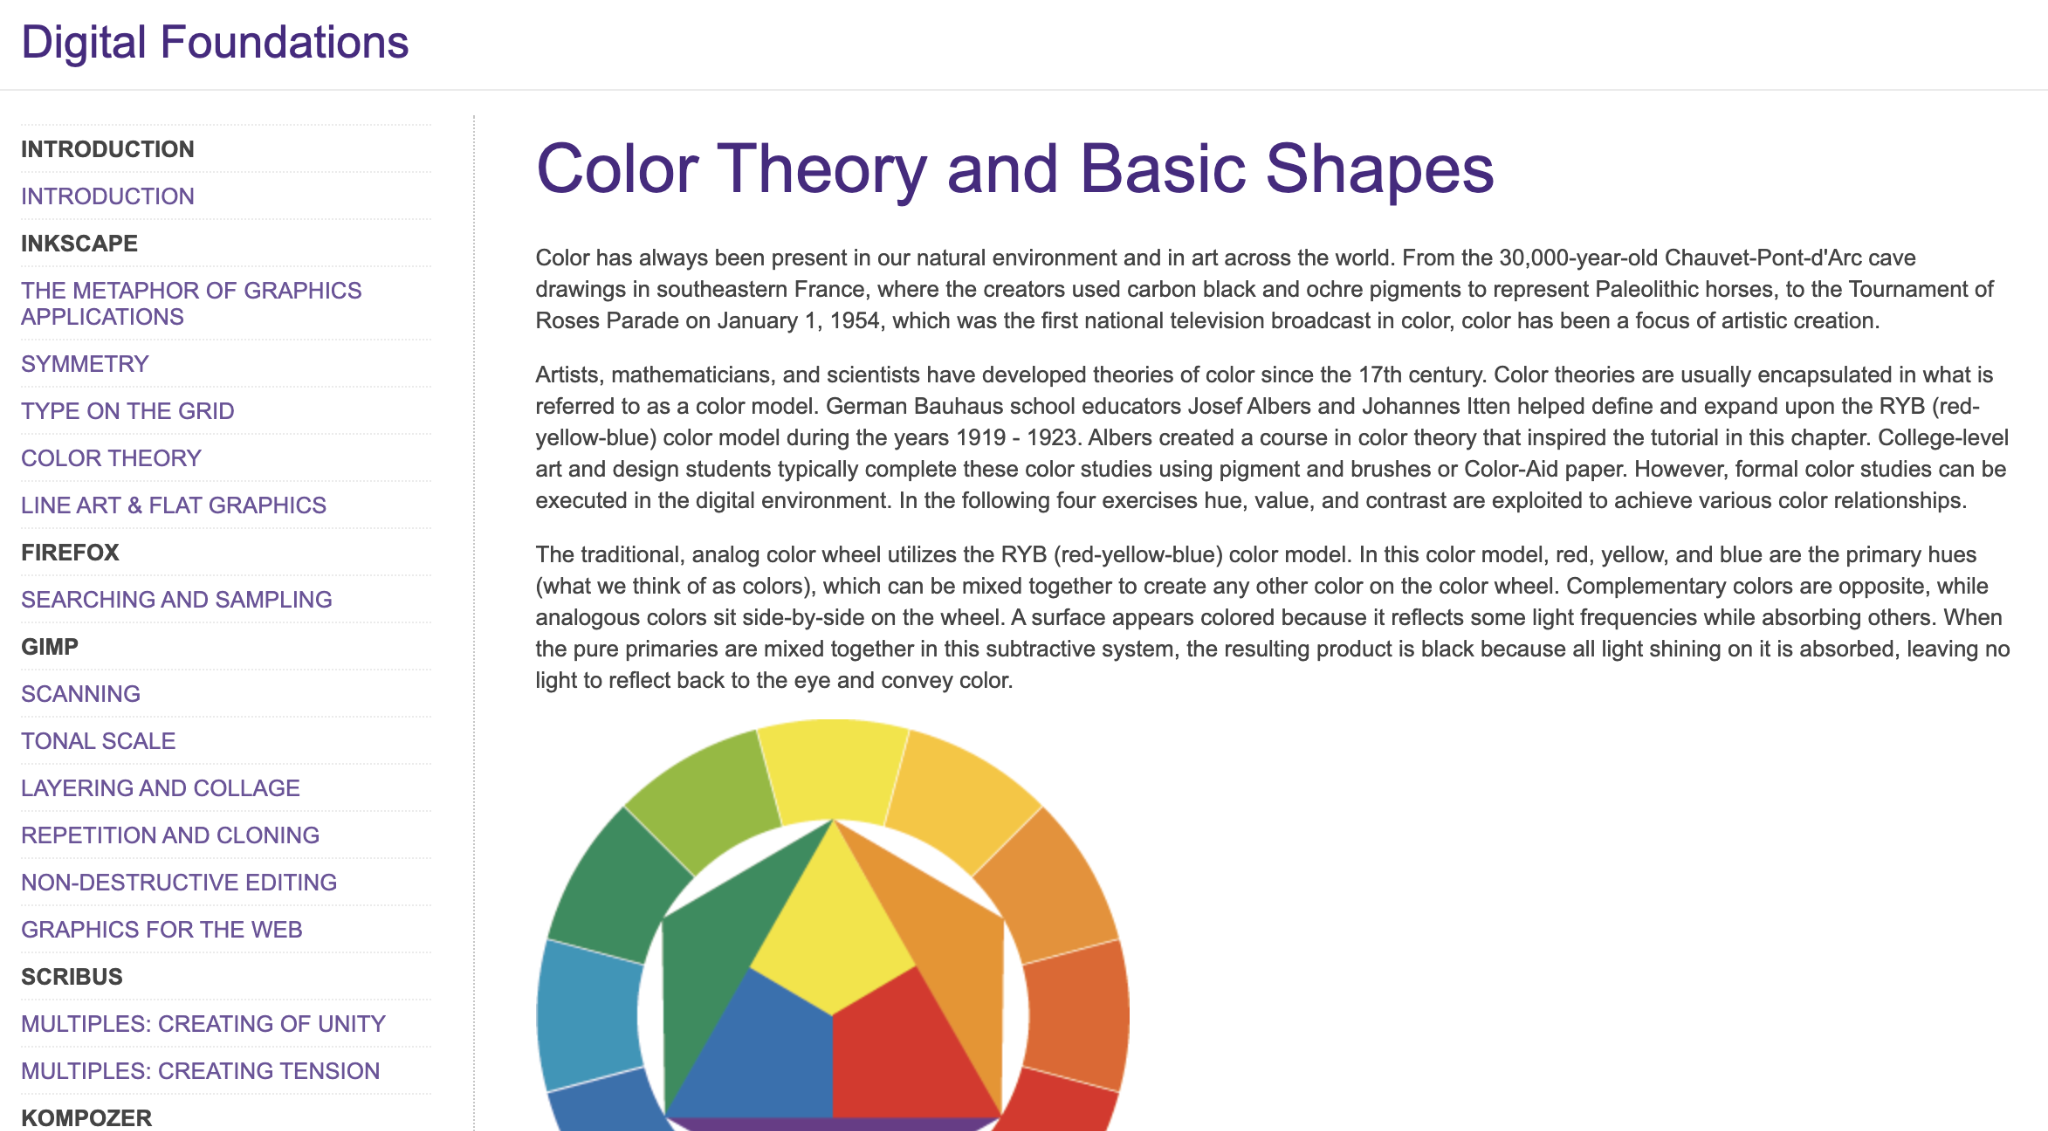 Digital Foundations
INTRODUCTION
INTRODUCTION
INKSCAPE
THE METAPHOR OF GRAPHICS
APPLICATIONS
SYMMETRY
TYPE ON THE GRID
COLOR THEORY
LINE ART & FLAT GRAPHICS
FIREFOX
SEARCHING AND SAMPLING
GIMP
SCANNING
TONAL SCALE
LAYERING AND COLLAGE
REPETITION AND CLONING
NON-DESTRUCTIVE EDITING
GRAPHICS FOR THE WEB
SCRIBUS
MULTIPLES: CREATING OF UNITY
MULTIPLES: CREATING TENSION
KOMPOZER
Color Theory and Basic Shapes
Color has always been present in our natural environment and in art across the world. From the 30,000-year-old Chauvet-Pont-d'Arc cave
drawings in southeastern France, where the creators used carbon black and ochre pigments to represent Paleolithic horses, to the Tournament of
Roses Parade on January 1, 1954, which was the first national television broadcast in color, color has been a focus of artistic creation.
Artists, mathematicians, and scientists have developed theories of color since the 17th century. Color theories are usually encapsulated in what is
referred to as a color model. German Bauhaus school educators Josef Albers and Johannes Itten helped define and expand upon the RYB (red-
yellow-blue) color model during the years 1919 - 1923. Albers created a course in color theory that inspired the tutorial in this chapter. College-level
art and design students typically complete these color studies using pigment and brushes or Color-Aid paper. However, formal color studies can be
executed in the digital environment. In the following four exercises hue, value, and contrast are exploited to achieve various color relationships.
The traditional, analog color wheel utilizes the RYB (red-yellow-blue) color model. In this color model, red, yellow, and blue are the primary hues
(what we think of as colors), which can be mixed together to create any other color on the color wheel. Complementary colors are opposite, while
analogous colors sit side-by-side on the wheel. A surface appears colored because it reflects some light frequencies while absorbing others. When
the pure primaries are mixed together in this subtractive system, the resulting product is black because all light shining on it is absorbed, leaving no
light to reflect back to the eye and convey color.